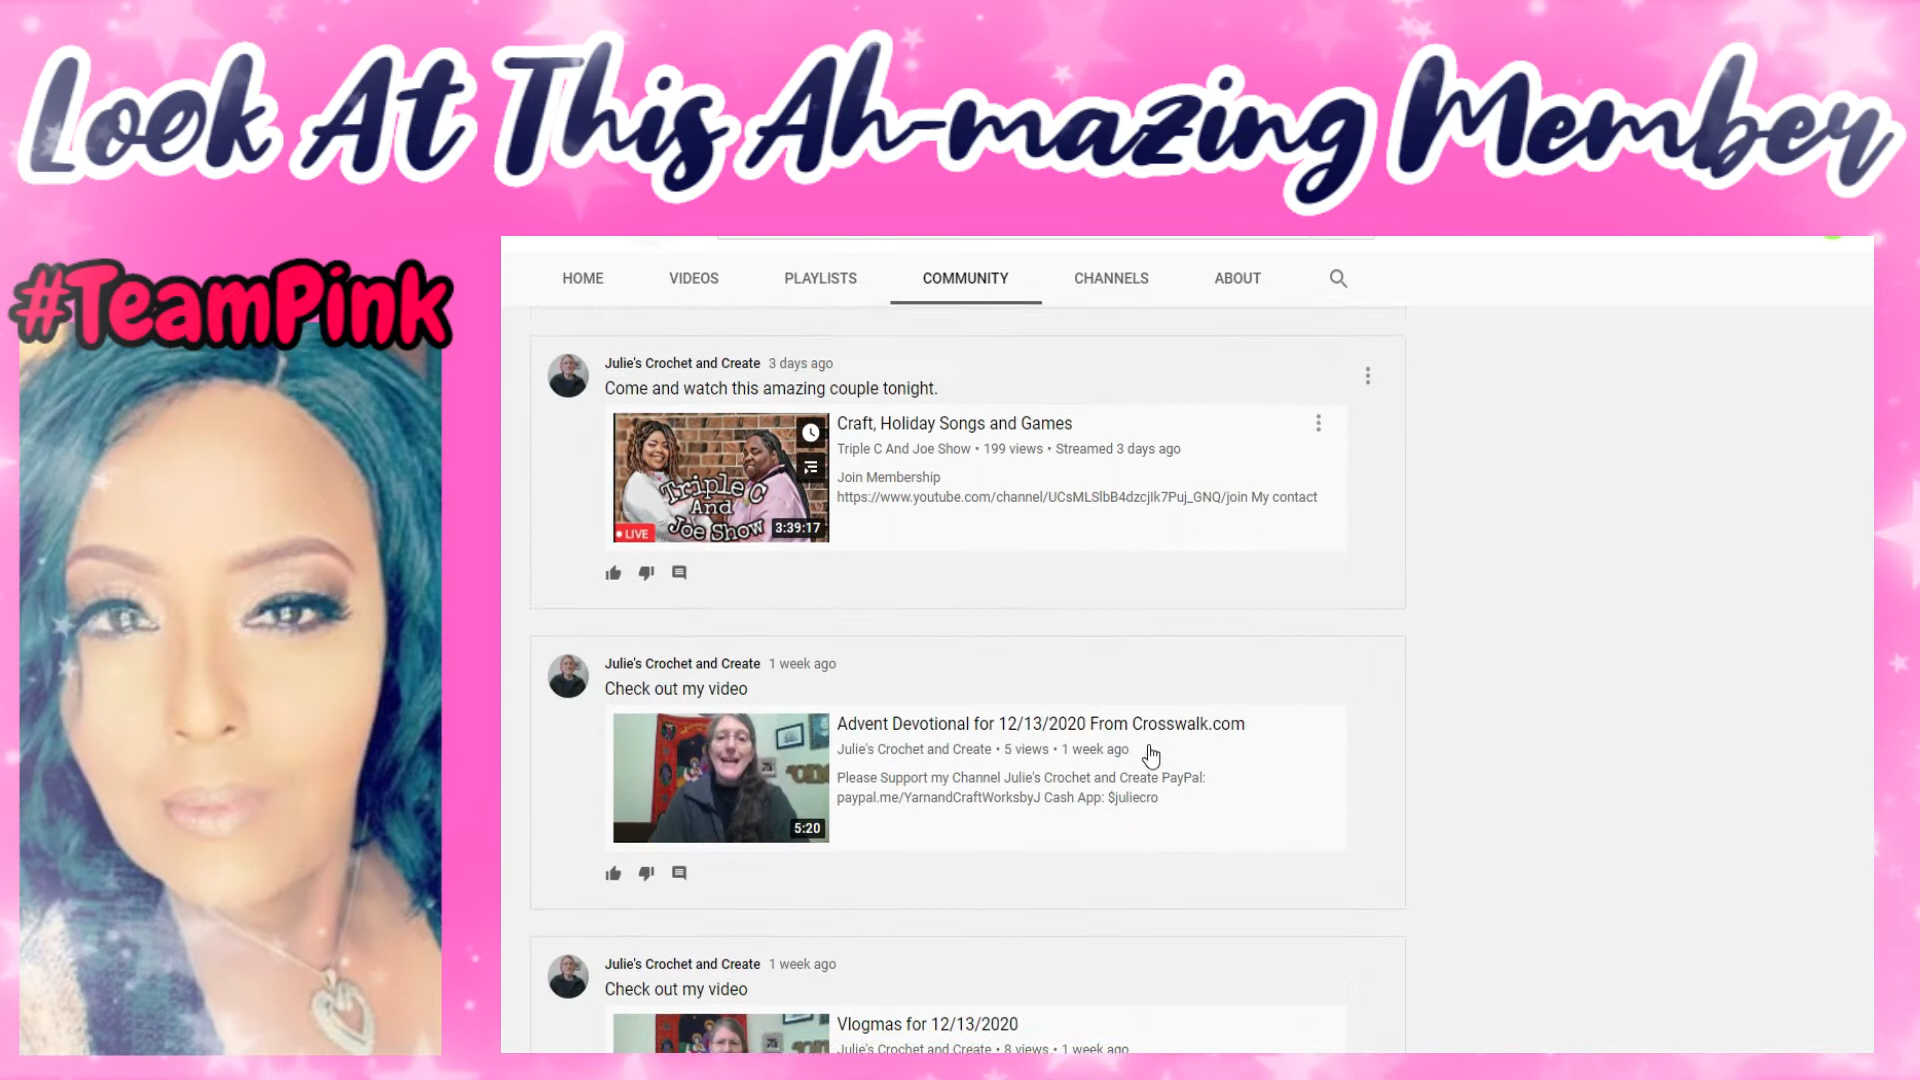 Look At This Ah-mazing Member
#TeamPink
HOME VIDEOS PLAYLISTS COMMUNITY CHANNELS ABOUT
Julie's Crochet and Create 3 days ago
Come and watch this amazing couple tonight.
Triple C
And
Joe Show
LIVE
3:39:17
Craft, Holiday Songs and Games
Triple C And Joe Show • 199 views • Streamed 3 days ago
Join Membership
https://www.youtube.com/channel/UCsMLSlbB4dzcjIk7Puj_GNQ/join My contact
Julie's Crochet and Create 1 week ago
Check out my video
5:20
Advent Devotional for 12/13/2020 From Crosswalk.com
Julie's Crochet and Create • 5 views • 1 week ago
Please Support my Channel Julie's Crochet and Create PayPal:
paypal.me/YarnandCraftWorksbyJ Cash App: $juliecro
Julie's Crochet and Create 1 week ago
Check out my video
Vlogmas for 12/13/2020
Julie's Crochet and Create • 8 views • 1 week ago